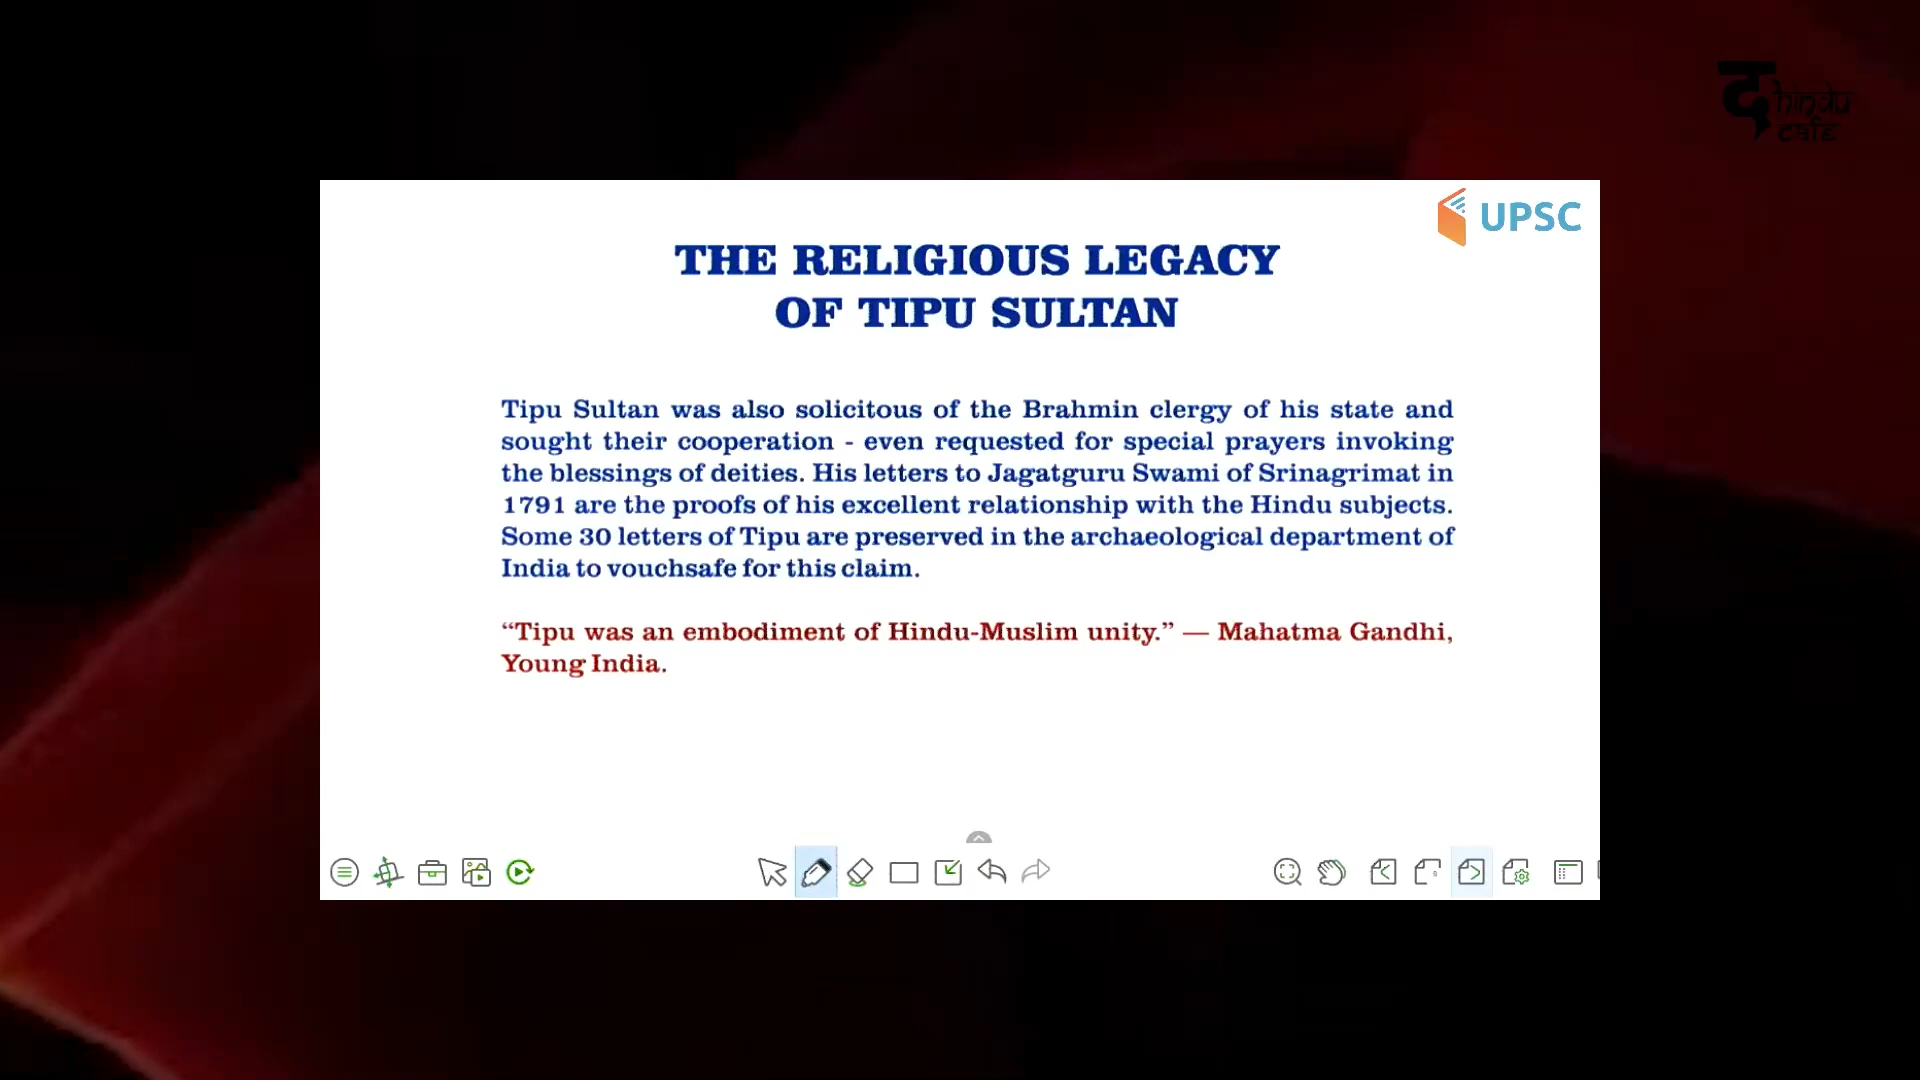 द hindu
cafe
UPSC
THE RELIGIOUS LEGACY
OF TIPU SULTAN
Tipu Sultan was also solicitous of the Brahmin clergy of his state and
sought their cooperation - even requested for special prayers invoking
the blessings of deities. His letters to Jagatguru Swami of Srinagrimat in
1791 are the proofs of his excellent relationship with the Hindu subjects.
Some 30 letters of Tipu are preserved in the archaeological department of
India to vouchsafe for this claim.
“Tipu was an embodiment of Hindu-Muslim unity.” — Mahatma Gandhi,
Young India.